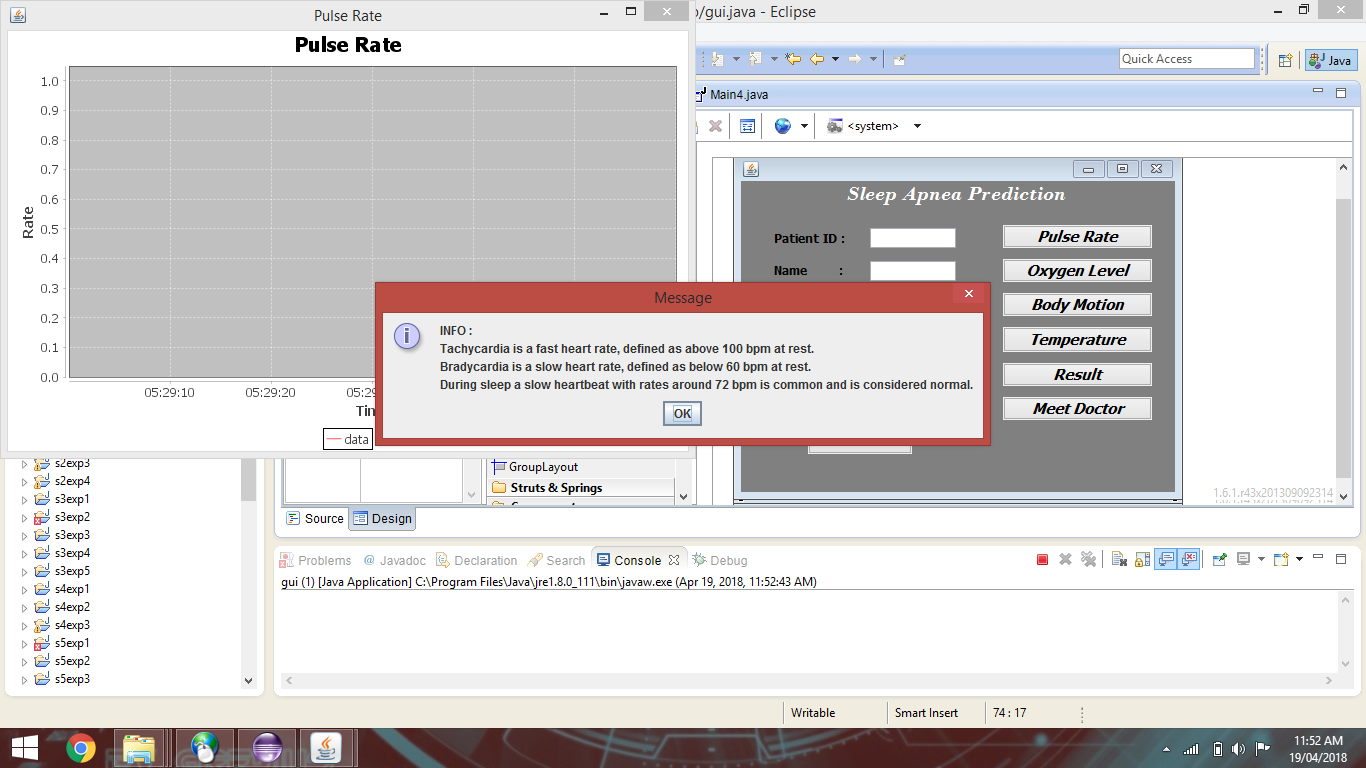 Pulse Rate
/gui.java - Eclipse
Pulse Rate
Quick Access
Java
Main4.java
<system>
1.0
0.9
0.8
0.7
0.6
0.5
0.4
0.3
0.2
0.1
0.0
Rate
05:29:10
05:29:20
data
Sleep Apnea Prediction
Patient ID :
Name :
Pulse Rate
Oxygen Level
Body Motion
Temperature
Result
Meet Doctor
Message
INFO :
Tachycardia is a fast heart rate, defined as above 100 bpm at rest.
Bradycardia is a slow heart rate, defined as below 60 bpm at rest.
During sleep a slow heartbeat with rates around 72 bpm is common and is considered normal.
OK
s2exp3
s2exp4
s3exp1
s3exp2
s3exp3
s3exp4
s3exp5
s4exp1
s4exp2
s4exp3
s5exp1
s5exp2
s5exp3
GroupLayout
Struts & Springs
1.6.1.r43x201309092314
Source
Design
Problems
@ Javadoc
Declaration
Search
Console
Debug
gui (1) [Java Application] C:\Program Files\Java\jre1.8.0_111\bin\javaw.exe (Apr 19, 2018, 11:52:43 AM)
Writable
Smart Insert
74 : 17
11:52 AM
19/04/2018